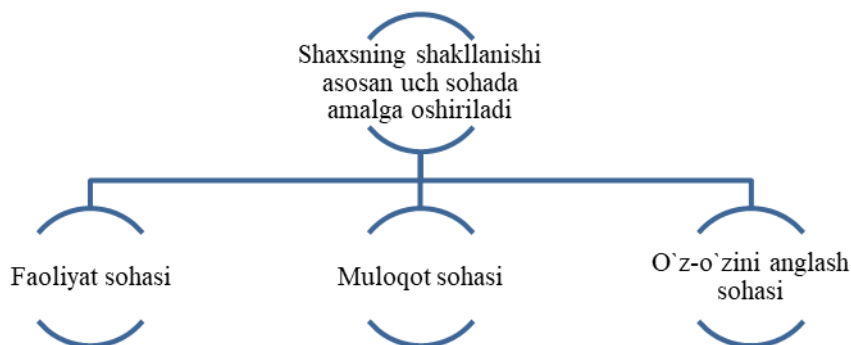 Shaxsning shakllanishi
asosan uch sohada
amalga oshiriladi
Faoliyat sohasi
Muloqot sohasi
O`z-o`zini anglash
sohasi